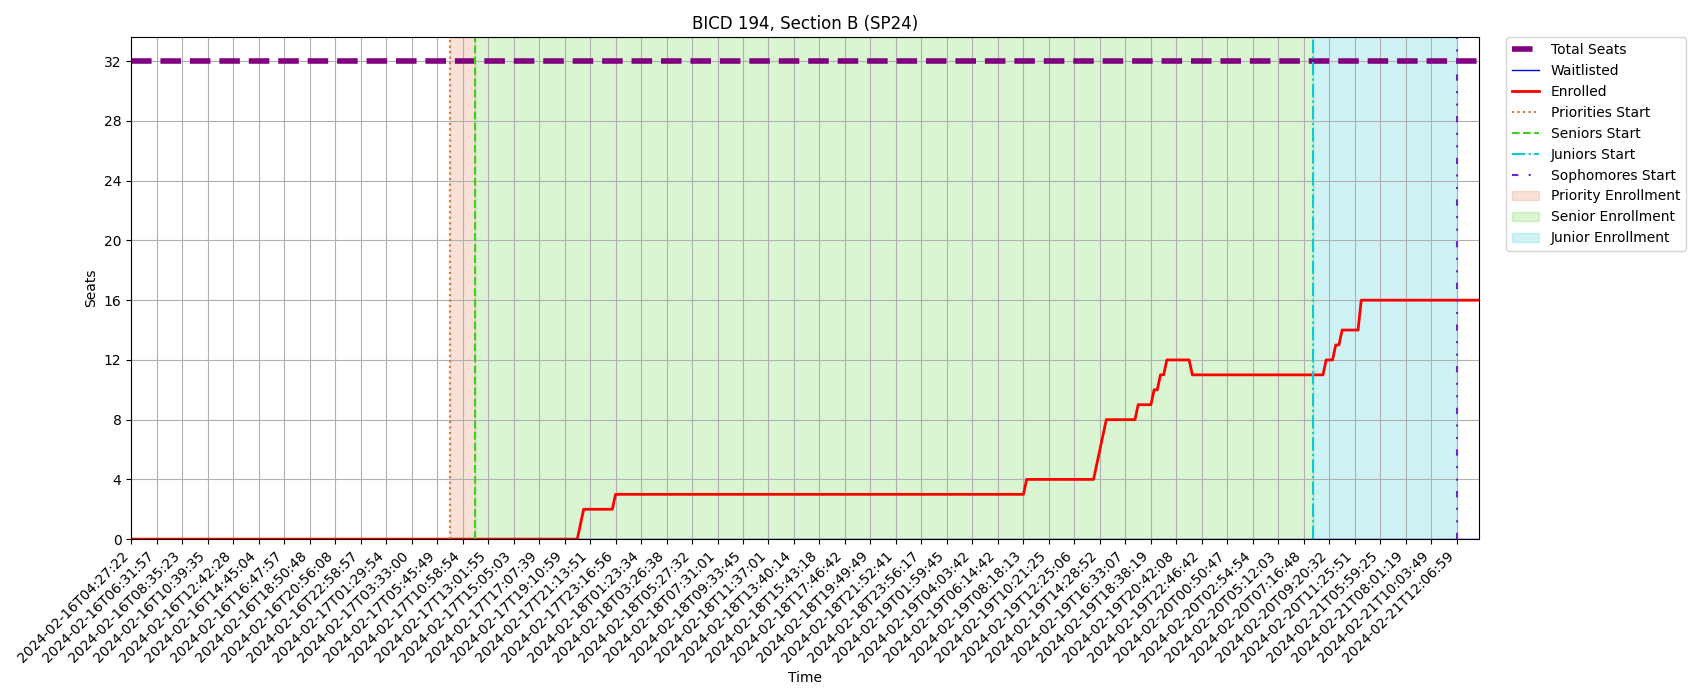 BICD 194, Section B (SP24)
Seats
32
28
24
20
16
12
8
4
0
2024-02-16T04:27:22
2024-02-16T06:31:57
2024-02-16T08:35:23
2024-02-16T10:39:35
2024-02-16T12:42:28
2024-02-16T14:45:04
2024-02-16T16:47:57
2024-02-16T18:50:48
2024-02-16T20:56:08
2024-02-16T22:58:57
2024-02-17T01:29:54
2024-02-17T03:33:00
2024-02-17T05:45:49
2024-02-17T10:58:54
2024-02-17T13:01:55
2024-02-17T15:05:03
2024-02-17T17:07:39
2024-02-17T19:10:59
2024-02-17T21:13:51
2024-02-17T23:16:56
2024-02-18T01:23:34
2024-02-18T03:26:38
2024-02-18T05:27:32
2024-02-18T07:31:01
2024-02-18T09:33:45
2024-02-18T11:37:01
2024-02-18T13:40:14
2024-02-18T15:43:18
2024-02-18T17:46:42
2024-02-18T19:49:49
2024-02-18T21:52:41
2024-02-18T23:56:17
2024-02-19T01:59:45
2024-02-19T04:03:42
2024-02-19T06:14:42
2024-02-19T08:18:13
2024-02-19T10:21:25
2024-02-19T12:25:06
2024-02-19T14:28:52
2024-02-19T16:33:07
2024-02-19T18:38:19
2024-02-19T20:42:08
2024-02-19T22:46:42
2024-02-20T00:50:47
2024-02-20T02:54:54
2024-02-20T05:12:03
2024-02-20T07:16:48
2024-02-20T09:20:32
2024-02-20T11:25:51
2024-02-21T05:59:25
2024-02-21T08:01:19
2024-02-21T10:03:49
2024-02-21T12:06:59
Time
Total Seats
Waitlisted
Enrolled
Priorities Start
Seniors Start
Juniors Start
Sophomores Start
Priority Enrollment
Senior Enrollment
Junior Enrollment